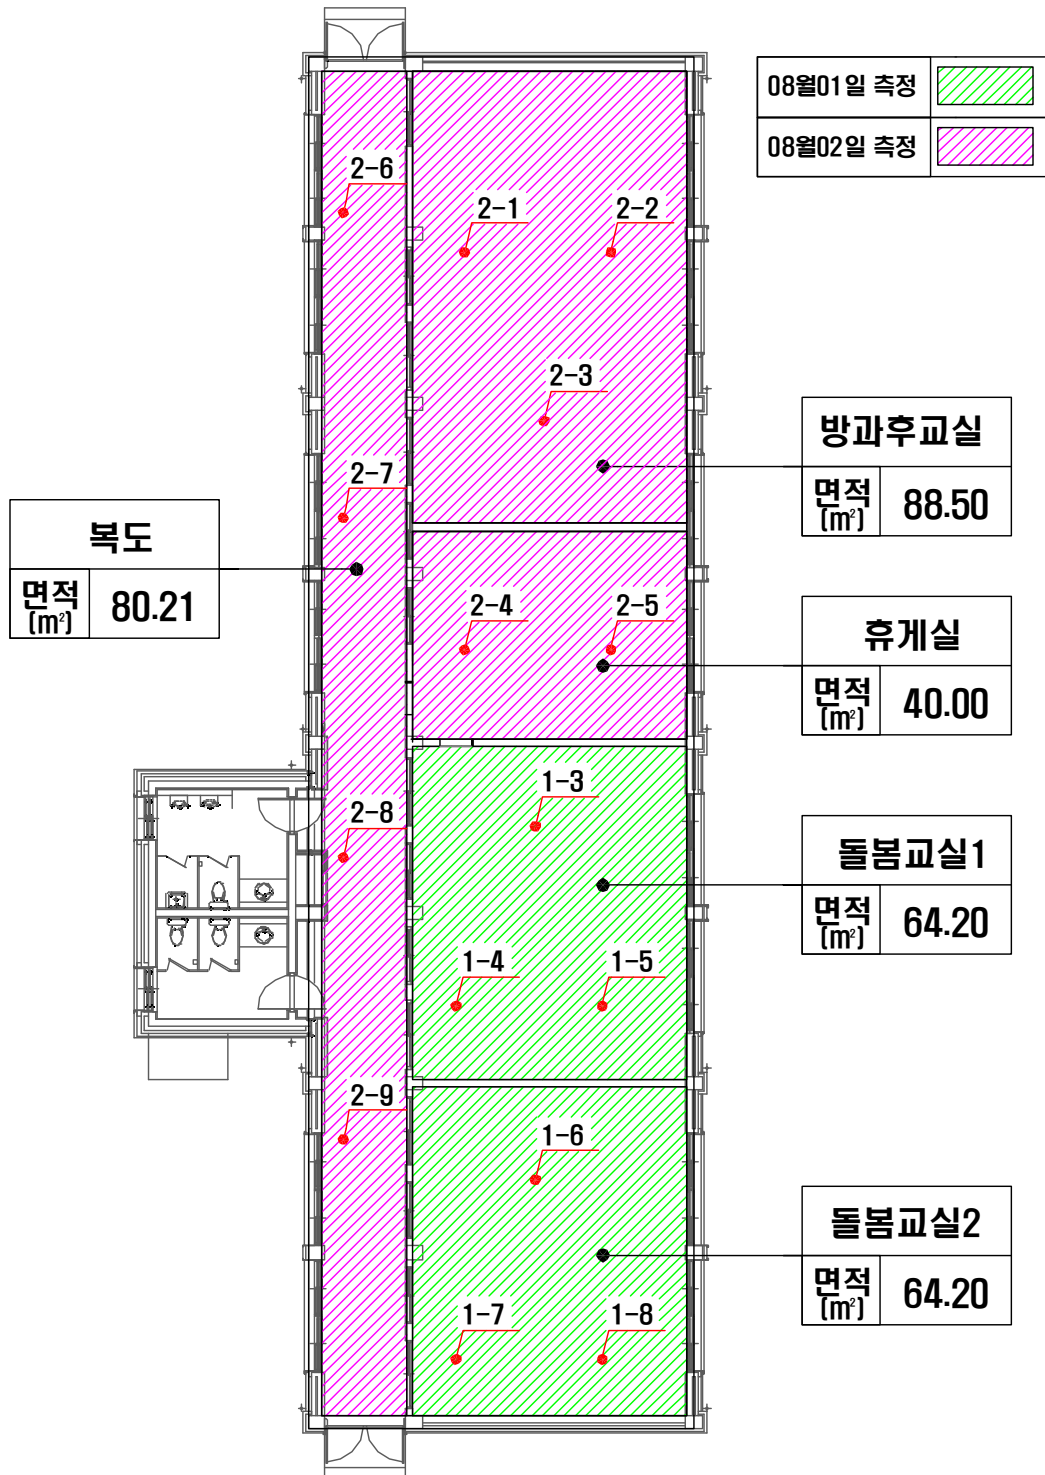 08월01일 측정
08월02일 측정
2-6
2-1
2-2
2-3
방과후교실
면적
(m²)
88.50
2-7
복도
면적
(m²)
80.21
2-4
2-5
휴게실
면적
(m²)
40.00
1-3
2-8
돌봄교실1
면적
(m²)
64.20
1-4
1-5
2-9
1-6
돌봄교실2
면적
(m²)
64.20
1-7
1-8